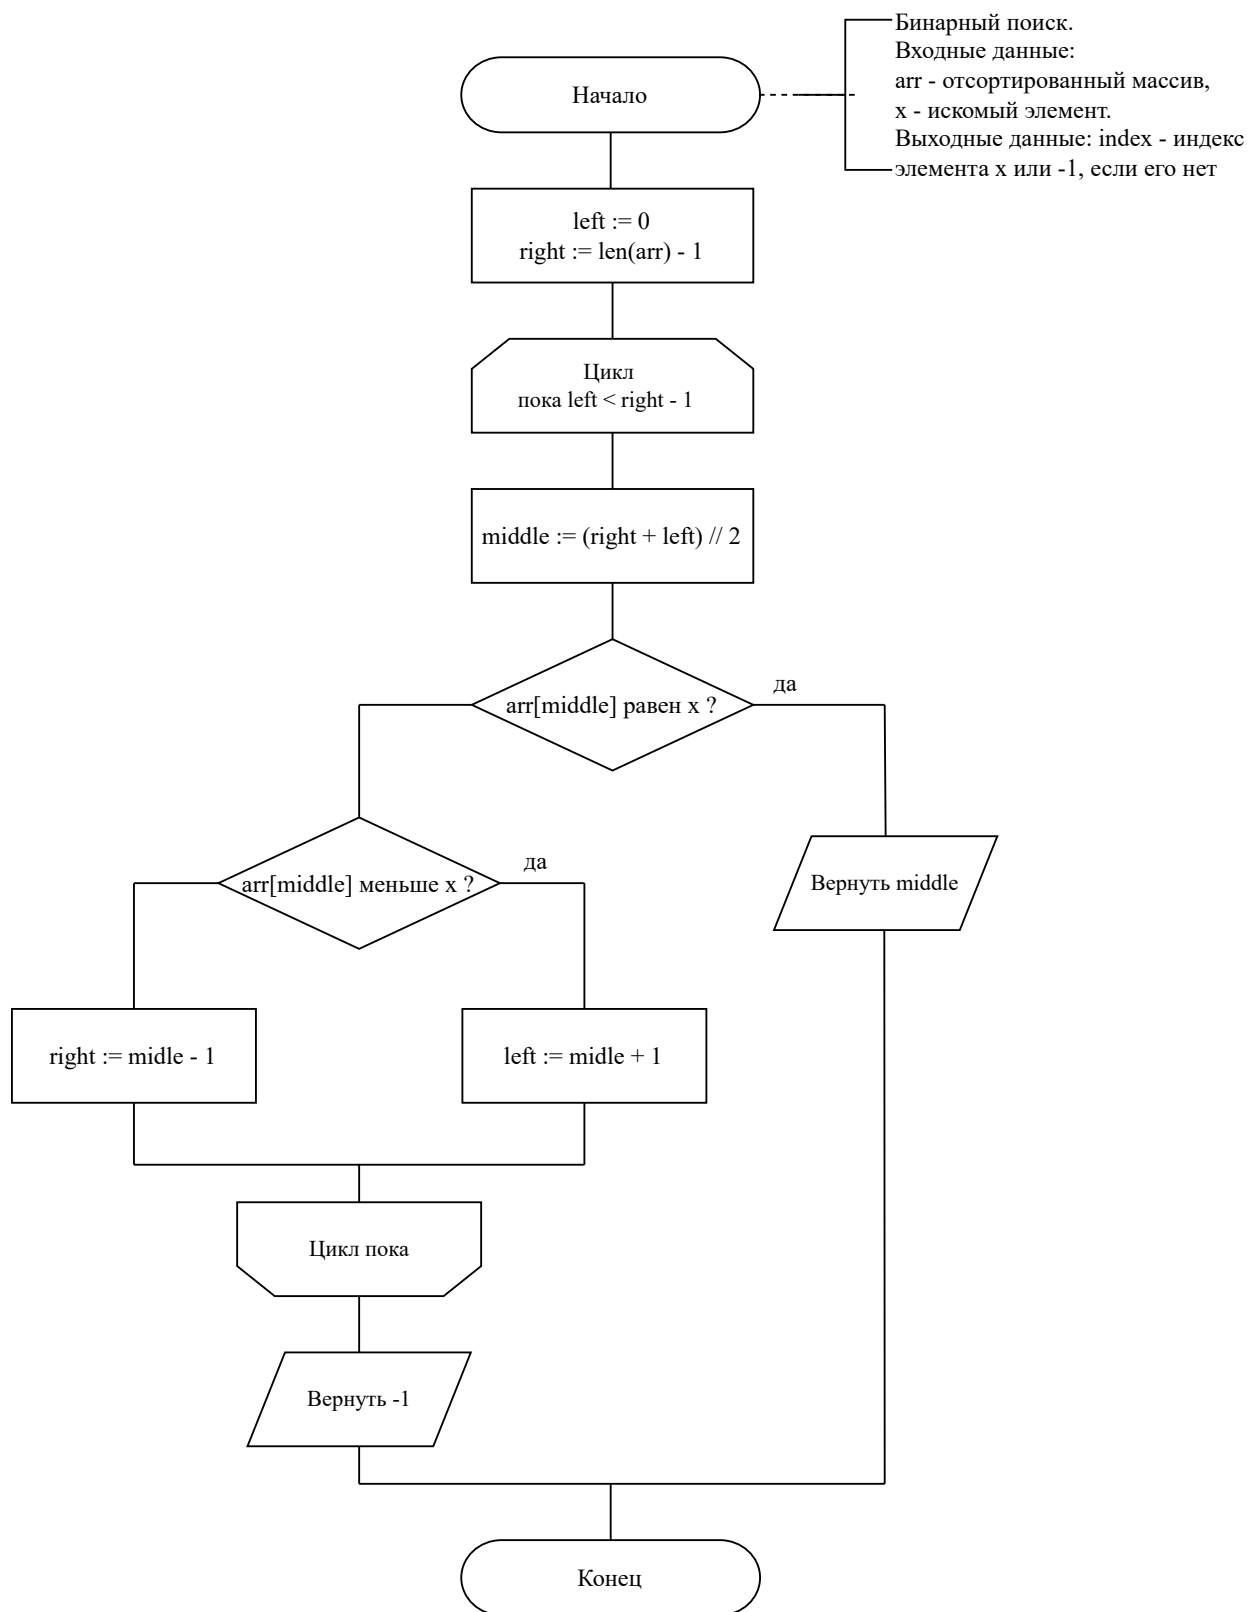 Бинарный поиск.
Входные данные:
arr - отсортированный массив,
x - искомый элемент.
Выходные данные: index - индекс
элемента x или -1, если его нет
Начало
left := 0
right := len(arr) - 1
Цикл
пока left < right - 1
middle := (right + left) // 2
arr[middle] равен x ?
да
arr[middle] меньше x ?
да
Вернуть middle
right := midle - 1
left := midle + 1
Цикл пока
Вернуть -1
Конец